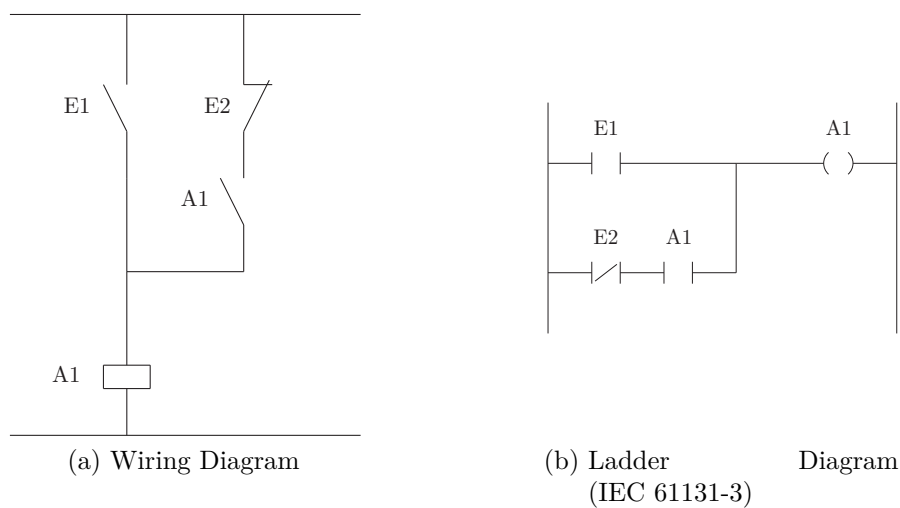 E1
E2
A1
A1
(a) Wiring Diagram
E1
A1
E2
A1
(b) Ladder Diagram
(IEC 61131-3)